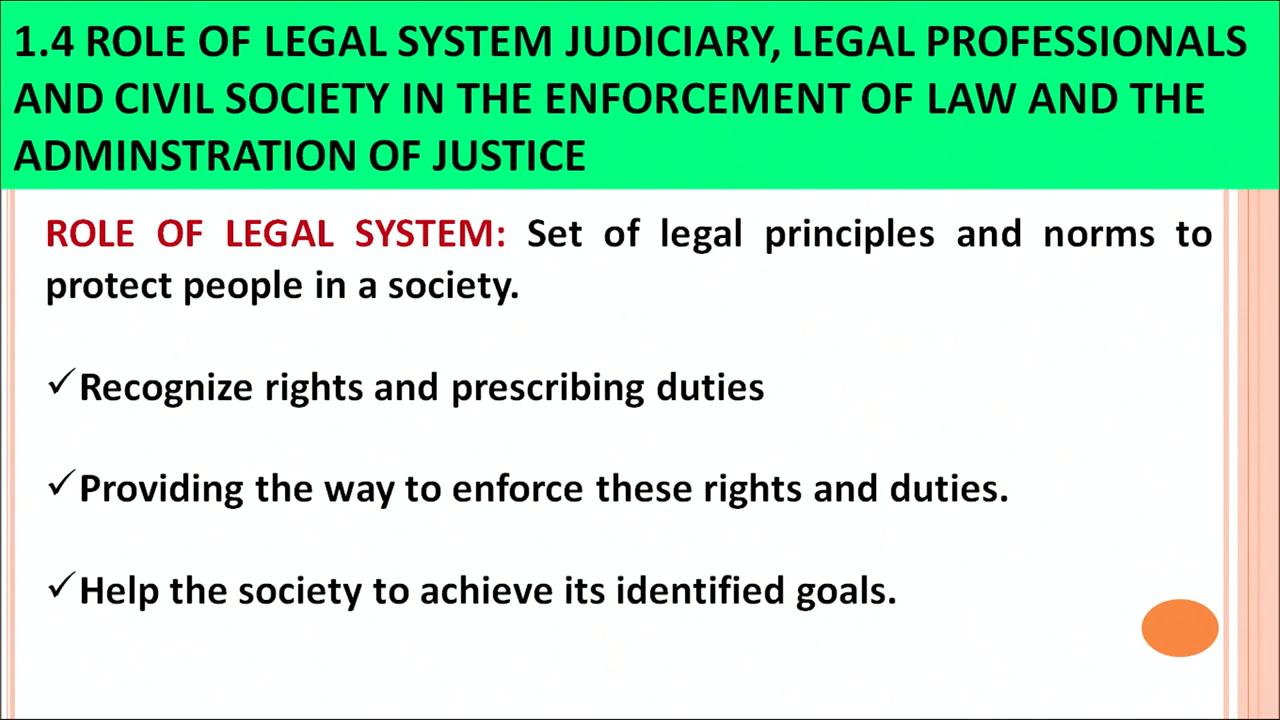 1.4 ROLE OF LEGAL SYSTEM JUDICIARY, LEGAL PROFESSIONALS
AND CIVIL SOCIETY IN THE ENFORCEMENT OF LAW AND THE
ADMINSTRATION OF JUSTICE
ROLE OF LEGAL SYSTEM: Set of legal principles and norms to
protect people in a society.
✓Recognize rights and prescribing duties
✓Providing the way to enforce these rights and duties.
✓Help the society to achieve its identified goals.